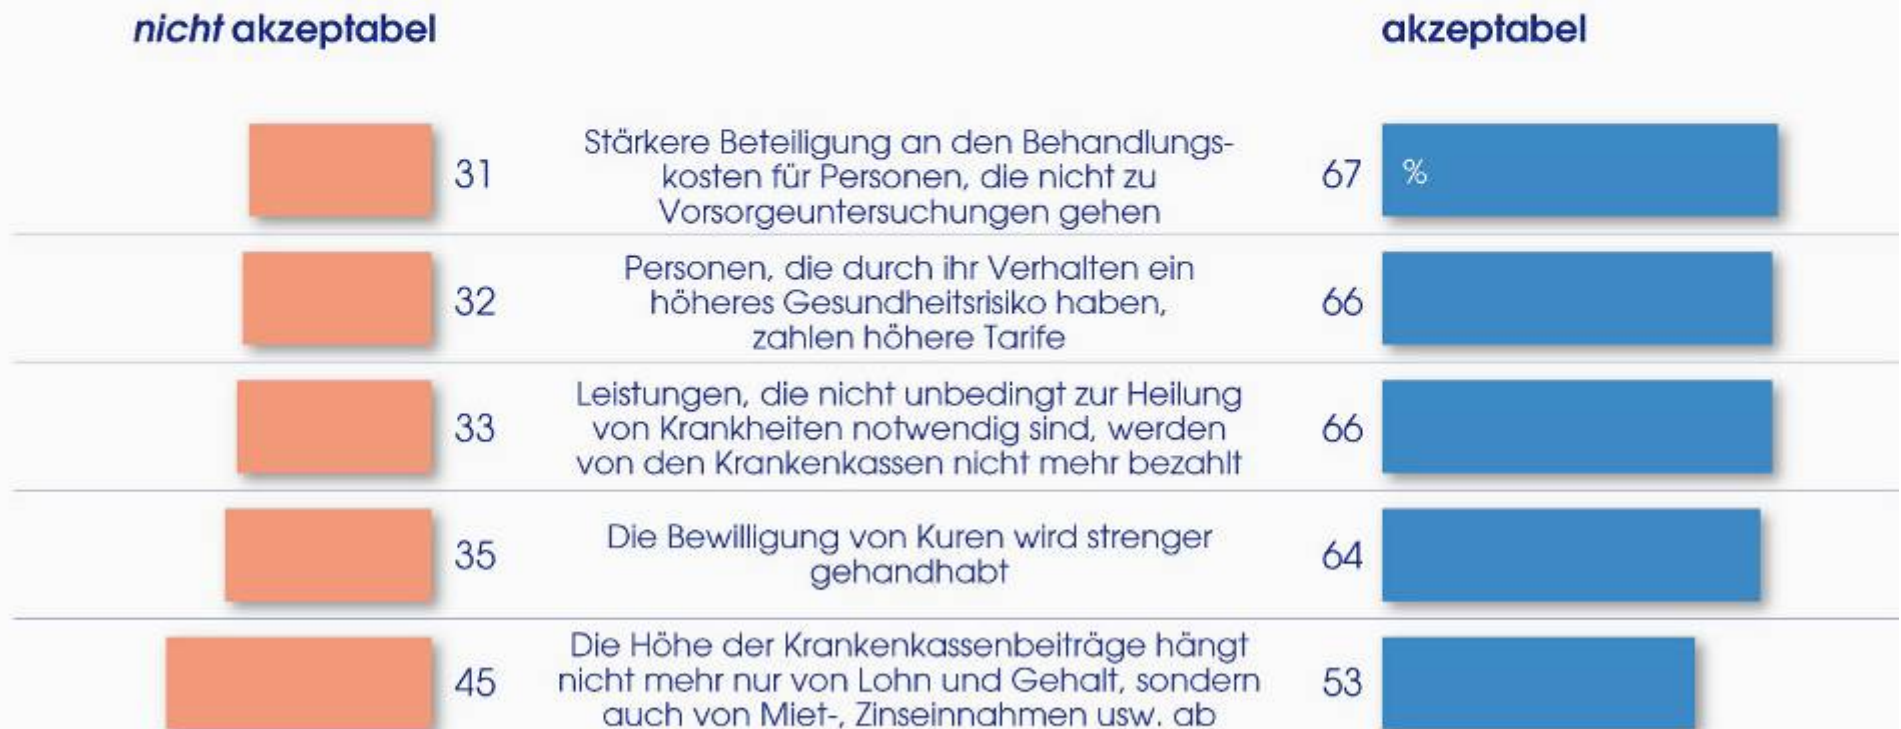 nicht akzeptabel
akzeptabel
31
Stärkere Beteiligung an den Behandlungs-
kosten für Personen, die nicht zu
Vorsorgeuntersuchungen gehen
67
%
32
Personen, die durch ihr Verhalten ein
höheres Gesundheitsrisiko haben,
zahlen höhere Tarife
66
33
Leistungen, die nicht unbedingt zur Heilung
von Krankheiten notwendig sind, werden
von den Krankenkassen nicht mehr bezahlt
66
35
Die Bewilligung von Kuren wird strenger
gehandhabt
64
45
Die Höhe der Krankenkassenbeiträge hängt
nicht mehr nur von Lohn und Gehalt, sondern
auch von Miet-, Zinseinnahmen usw. ab
53